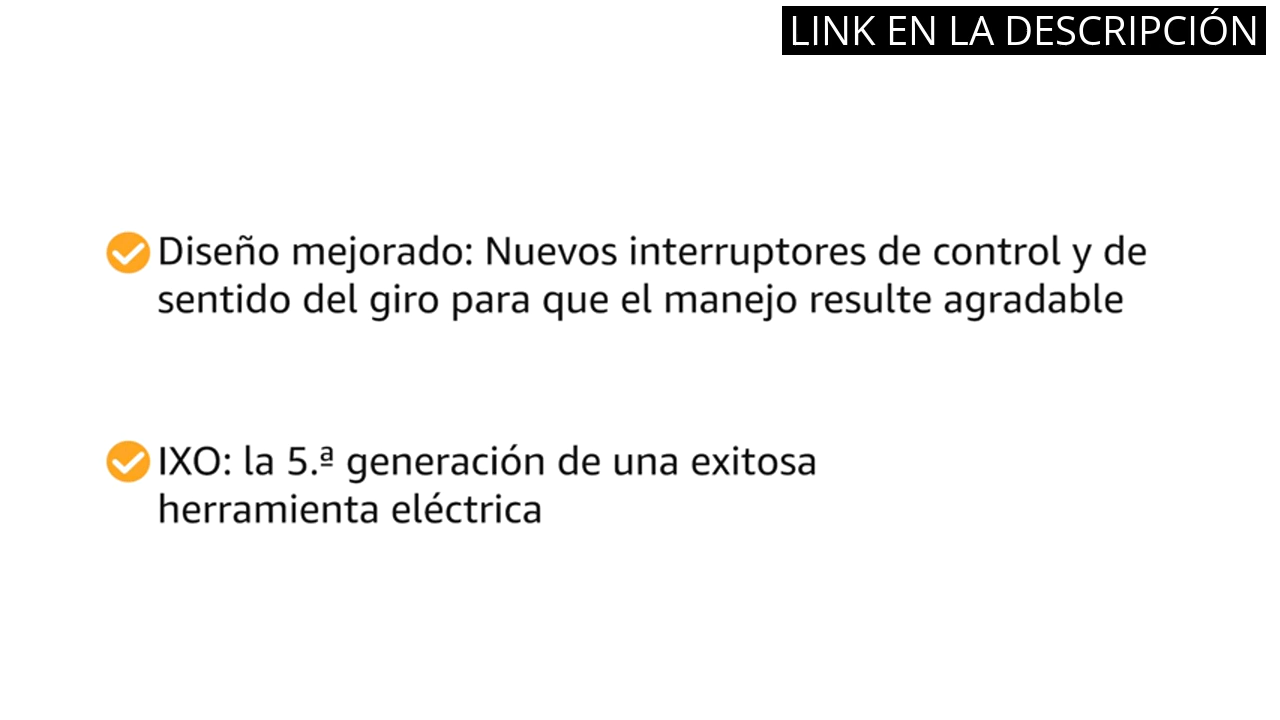 LINK EN LA DESCRIPCIÓN
Diseño mejorado: Nuevos interruptores de control y de
sentido del giro para que el manejo resulte agradable
IXO: la 5.ª generación de una exitosa
herramienta eléctrica